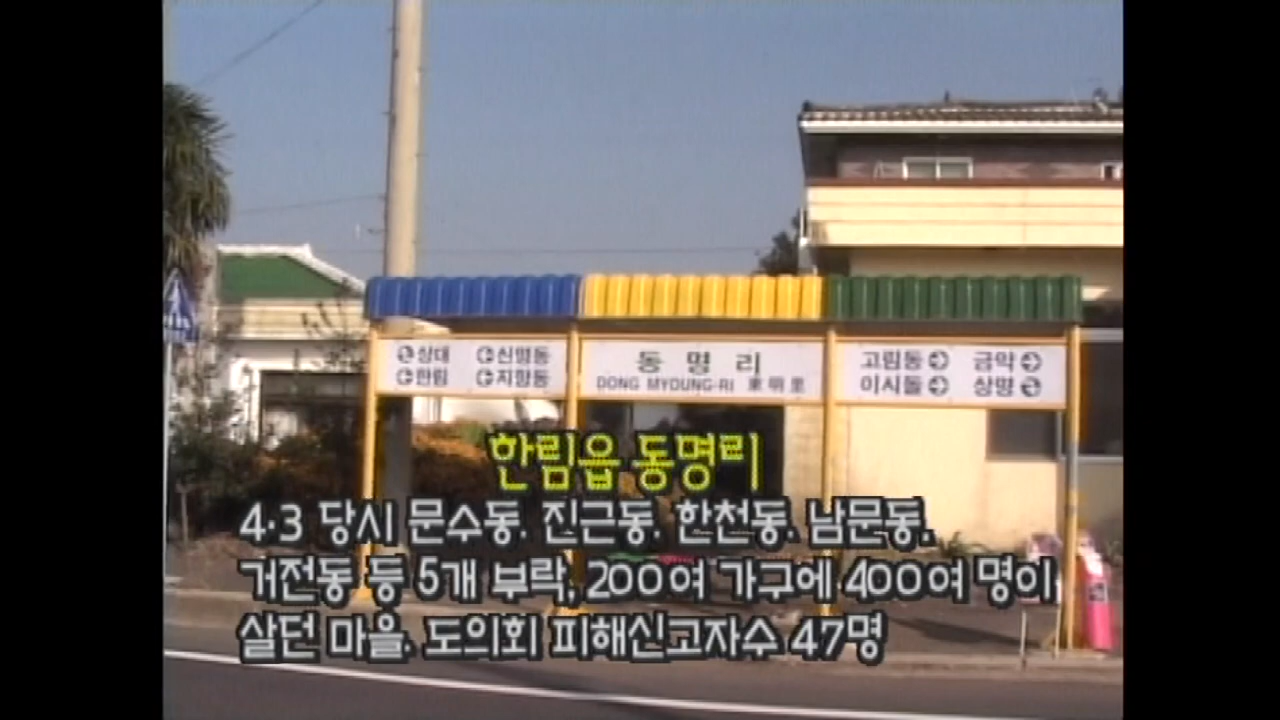 상대 신명동
한림 지향동
동명리
DONG MYOUNG-RI 東明里
고림동 금악
이시돌 상명
한림읍 동명리
4·3 당시 문수동. 진근동. 한천동. 남문동.
거전동 등 5개 부락, 200여 가구에 400여 명이
살던 마을. 도의회 피해신고자수 47명